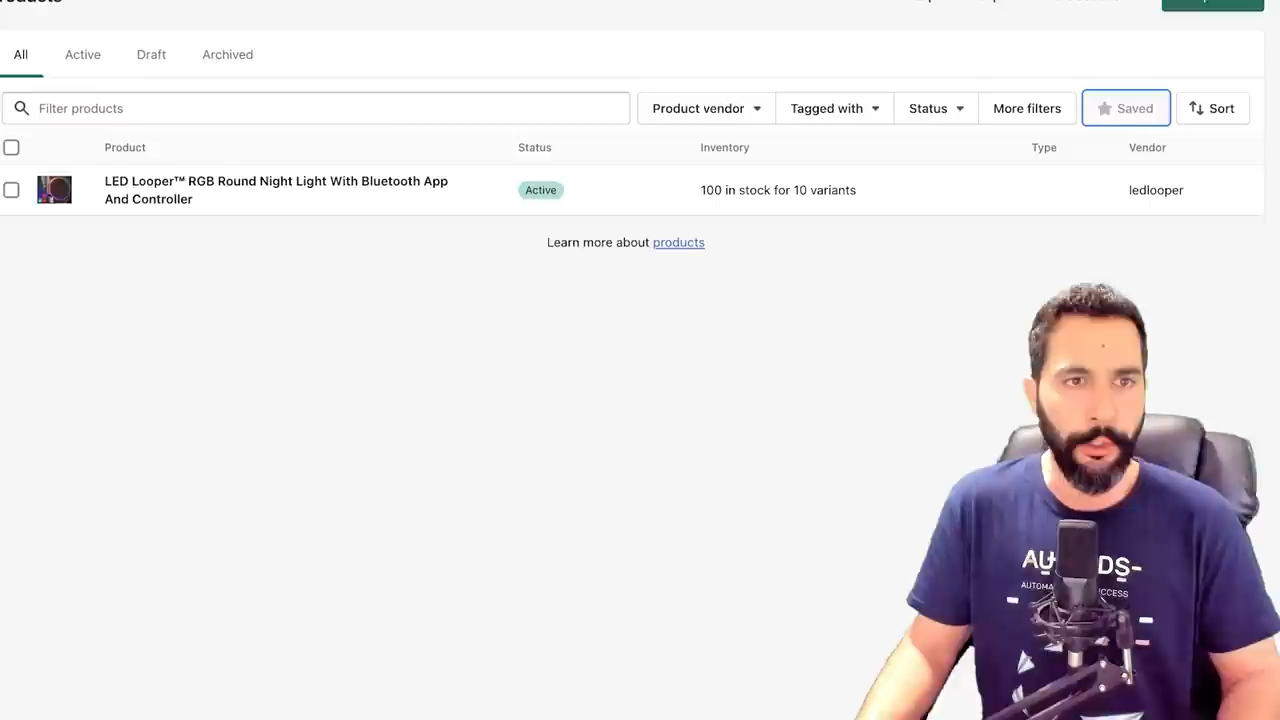 All
Active
Draft
Archived
Filter products
Product vendor
Tagged with
Status
More filters
Saved
Sort
Product
Status
Inventory
Type
Vendor
LED Looper™ RGB Round Night Light With Bluetooth App
And Controller
Active
100 in stock for 10 variants
ledlooper
Learn more about products